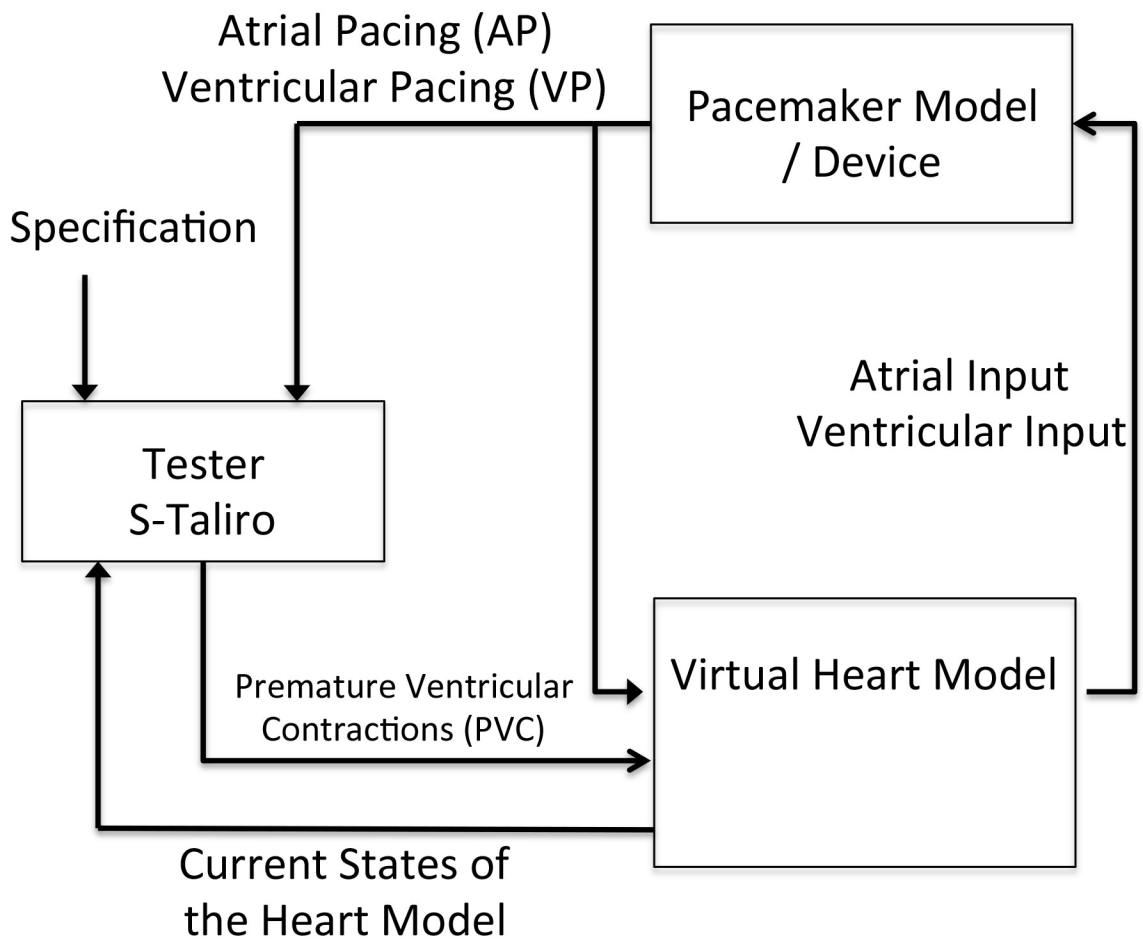 Atrial Pacing (AP)
Ventricular Pacing (VP)
Pacemaker Model
/ Device
Specification
Atrial Input
Ventricular Input
Tester
S-Taliro
Virtual Heart Model
Premature Ventricular
Contractions (PVC)
Current States of
the Heart Model